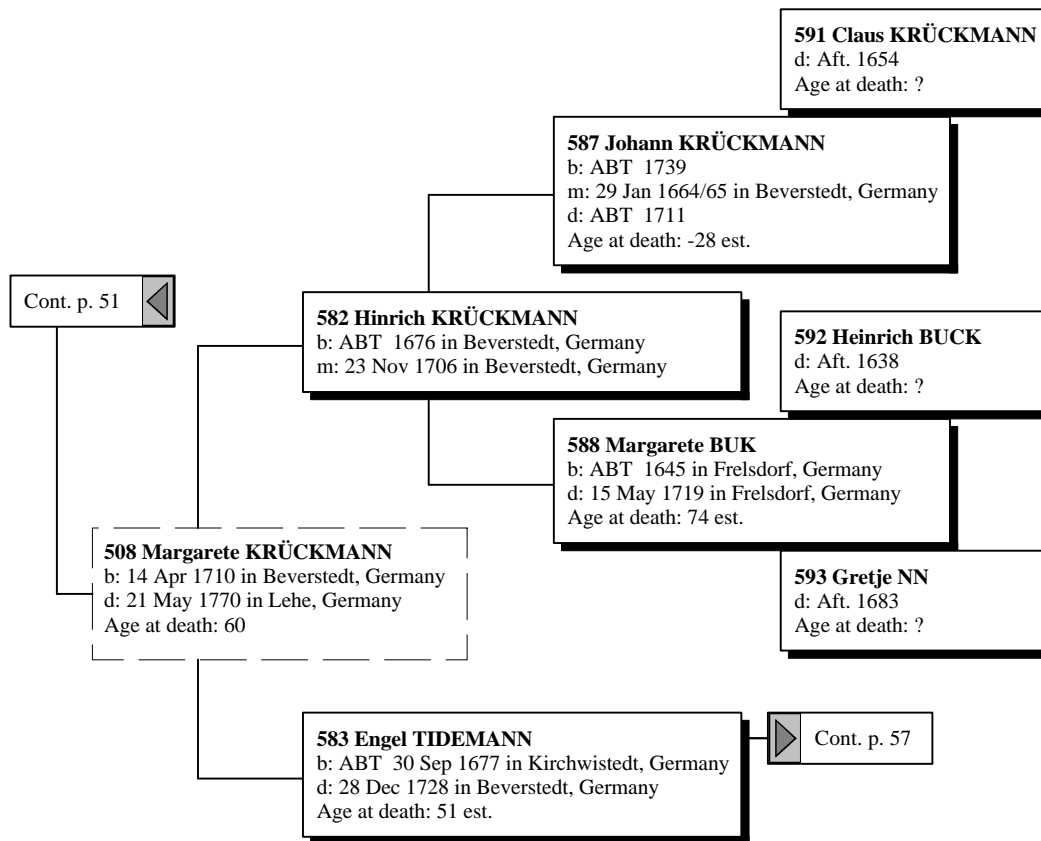 591 Claus KRÜCKMANN
d: Aft. 1654
Age at death: ?
587 Johann KRÜCKMANN
b: ABT 1739
m: 29 Jan 1664/65 in Beverstedt, Germany
d: ABT 1711
Age at death: -28 est.
Cont. p. 51
582 Hinrich KRÜCKMANN
b: ABT 1676 in Beverstedt, Germany
m: 23 Nov 1706 in Beverstedt, Germany
592 Heinrich BUCK
d: Aft. 1638
Age at death: ?
588 Margarete BUK
b: ABT 1645 in Frelsdorf, Germany
d: 15 May 1719 in Frelsdorf, Germany
Age at death: 74 est.
508 Margarete KRÜCKMANN
b: 14 Apr 1710 in Beverstedt, Germany
d: 21 May 1770 in Lehe, Germany
Age at death: 60
593 Gretje NN
d: Aft. 1683
Age at death: ?
583 Engel TIDEMANN
b: ABT 30 Sep 1677 in Kirchwistedt, Germany
d: 28 Dec 1728 in Beverstedt, Germany
Age at death: 51 est.
Cont. p. 57